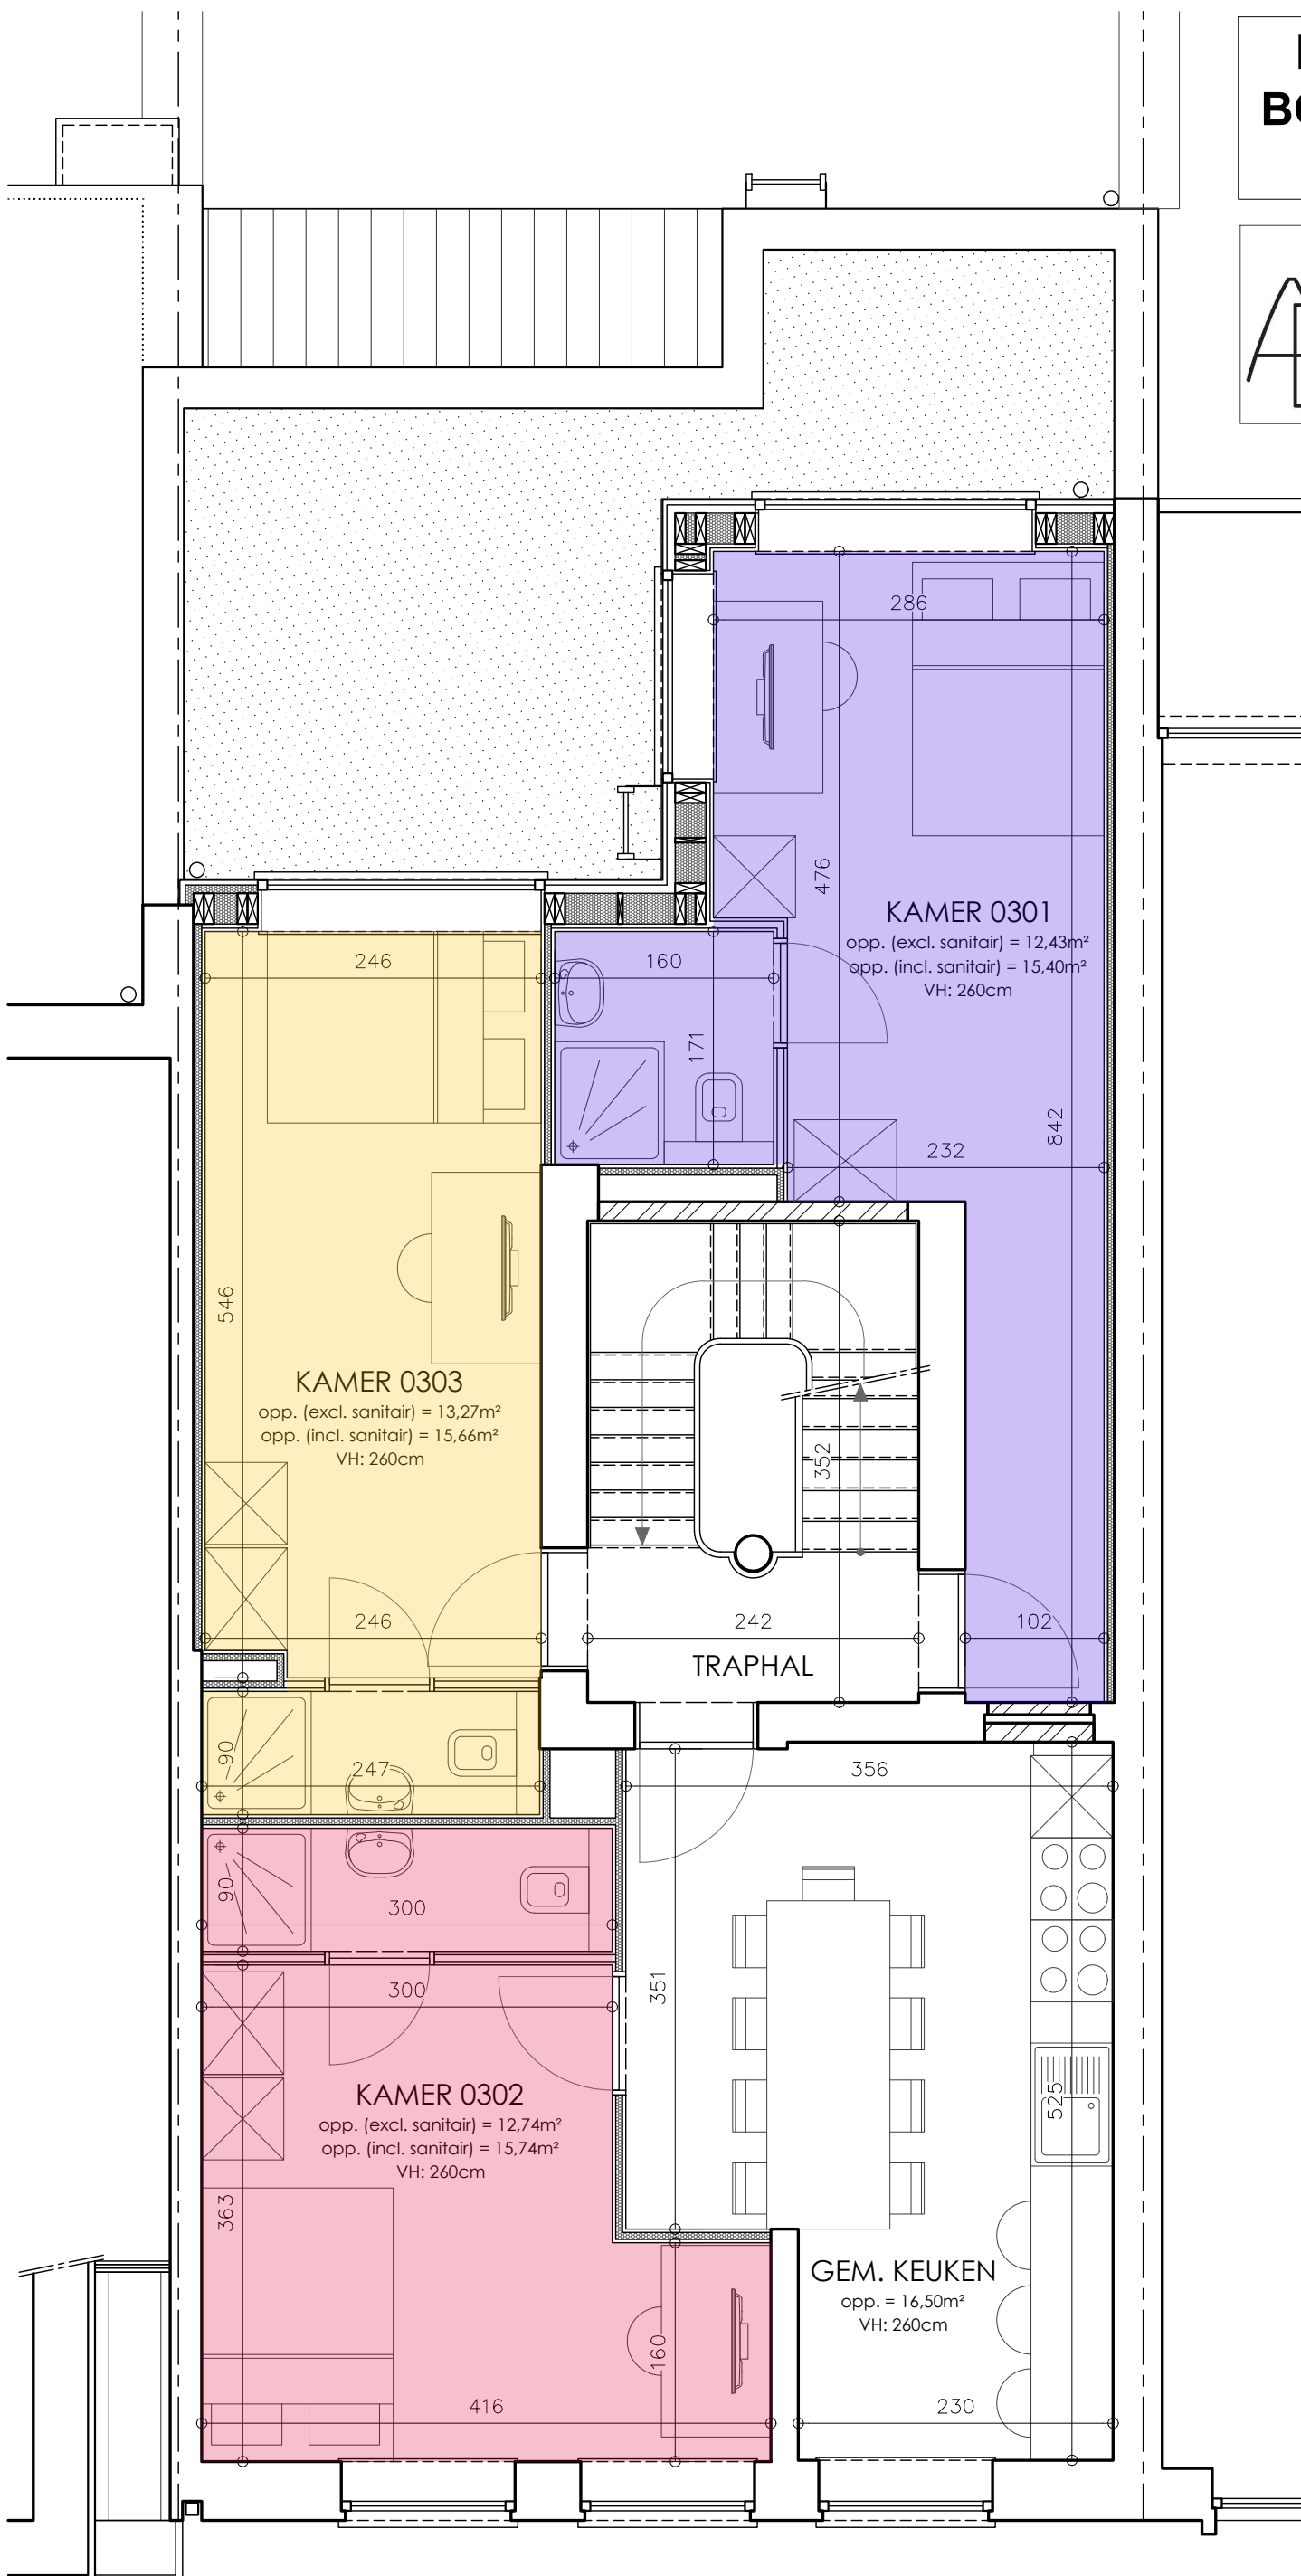 286
476
KAMER 0301
opp. (excl. sanitair) = 12,43m²
opp. (incl. sanitair) = 15,40m²
VH: 260cm
246
160
171
842
232
546
KAMER 0303
opp. (excl. sanitair) = 13,27m²
opp. (incl. sanitair) = 15,66m²
VH: 260cm
352
246
242
102
TRAPHAL
90
247
356
90
300
300
351
KAMER 0302
opp. (excl. sanitair) = 12,74m²
opp. (incl. sanitair) = 15,74m²
VH: 260cm
525
363
GEM. KEUKEN
opp. = 16,50m²
VH: 260cm
160
416
230